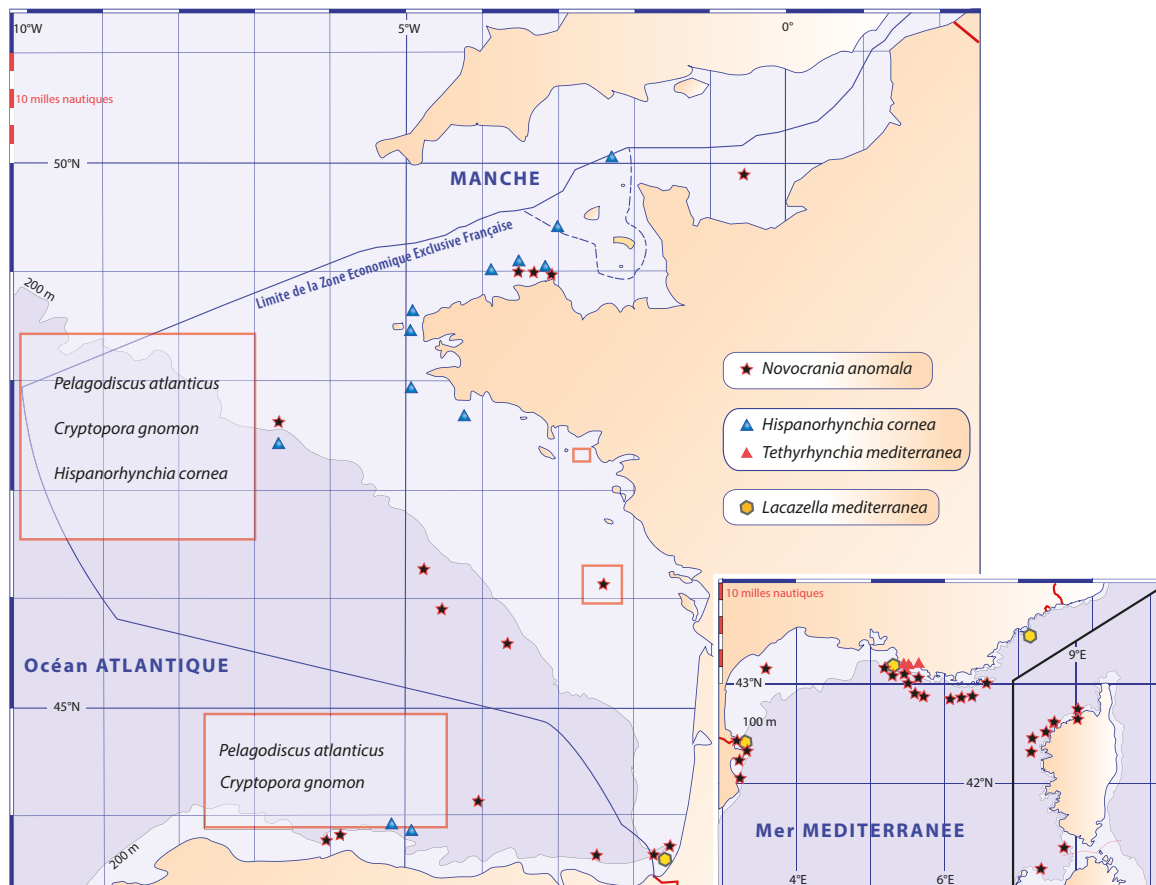 10°W
5°W
0°
10 milles nautiques
50°N
MANCHE
Limite de la Zone Economique Exclusive Française
200 m
Pelagodiscus atlanticus
Cryptopora gnomon
Hispanorhynchia cornea
Novocrania anomala
Hispanorhynchia cornea
Tethyrhynchia mediterranea
Lacazella mediterranea
Océan ATLANTIQUE
45°N
Pelagodiscus atlanticus
Cryptopora gnomon
200 m
10 milles nautiques
9°E
43°N
100 m
42°N
Mer MEDITERRANEE
4°E
6°E